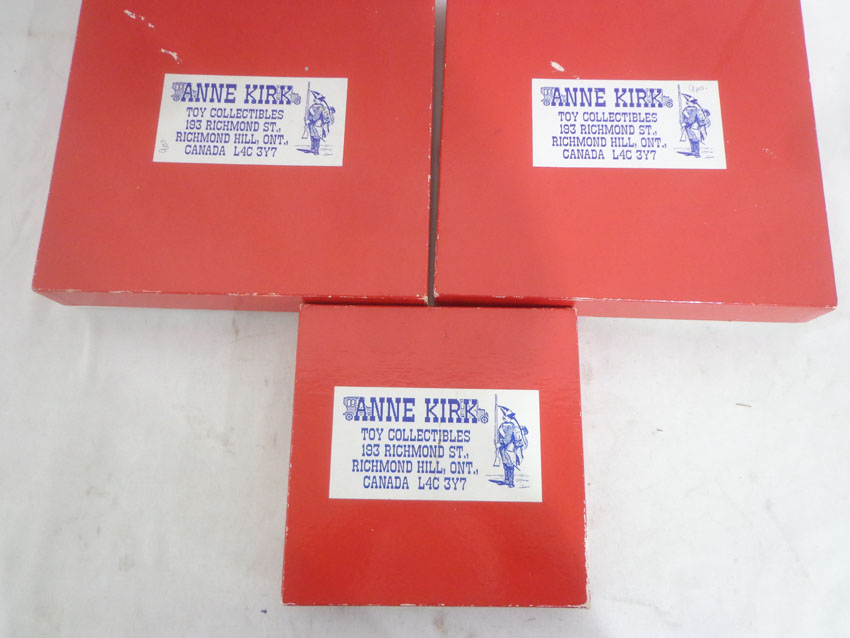 ANNE KIRK
TOY COLLECTIBLES
193 RICHMOND ST.,
RICHMOND HILL, ONT.,
CANADA L4C 3Y7
ANNE KIRK
TOY COLLECTIBLES
193 RICHMOND ST.,
RICHMOND HILL, ONT.,
CANADA L4C 3Y7
ANNE KIRK
TOY COLLECTIBLES
193 RICHMOND ST.,
RICHMOND HILL, ONT.,
CANADA L4C 3Y7